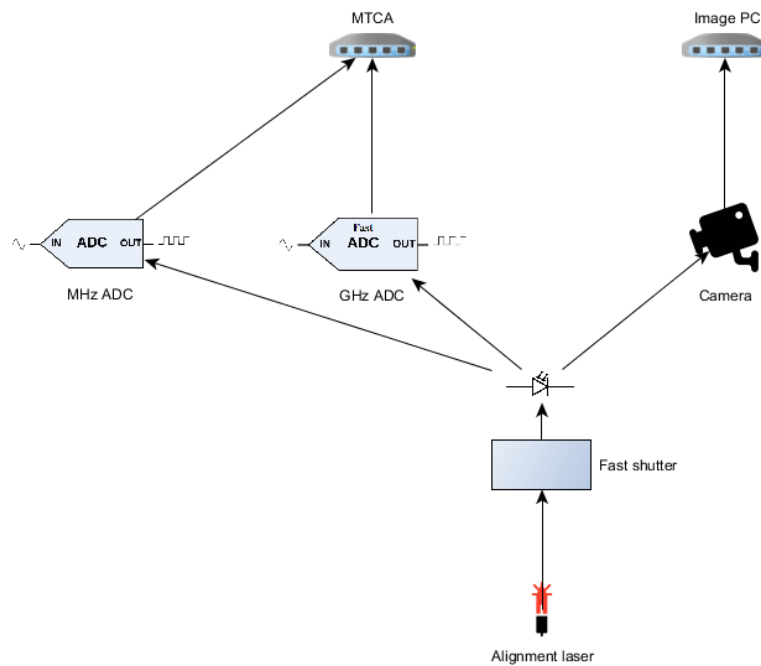 MTCA
Image PC
IN ADC OUT
MHz ADC
Fast
IN ADC OUT
GHz ADC
Camera
Fast shutter
Alignment laser